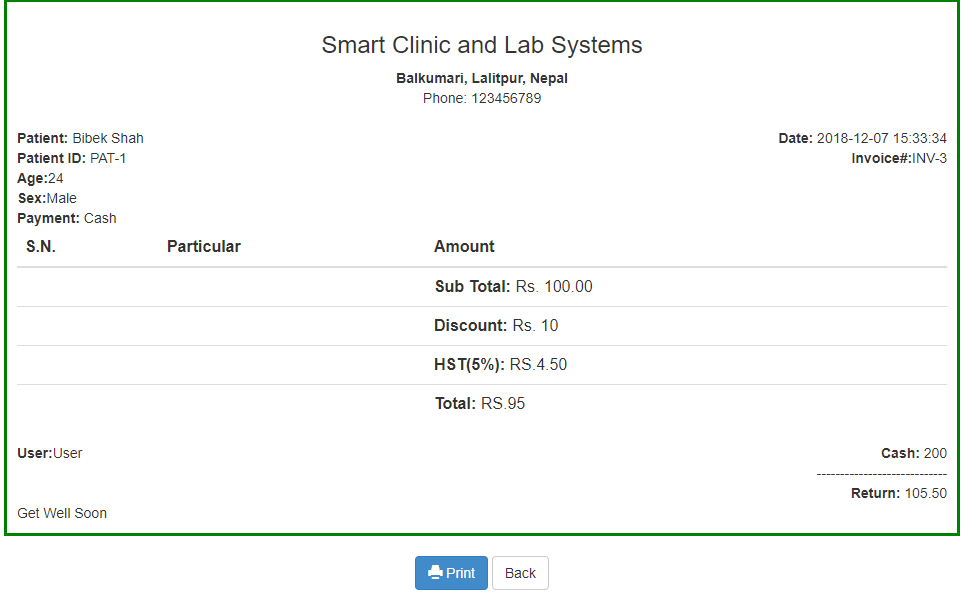 Smart Clinic and Lab Systems
Balkumari, Lalitpur, Nepal
Phone: 123456789
Patient: Bibek Shah
Date: 2018-12-07 15:33:34
Patient ID: PAT-1
Invoice#:INV-3
Age:24
Sex:Male
Payment: Cash
S.N. Particular Amount
Sub Total: Rs. 100.00
Discount: Rs. 10
HST(5%): RS.4.50
Total: RS.95
User:User
Cash: 200
----------------------------
Return: 105.50
Get Well Soon
Print Back